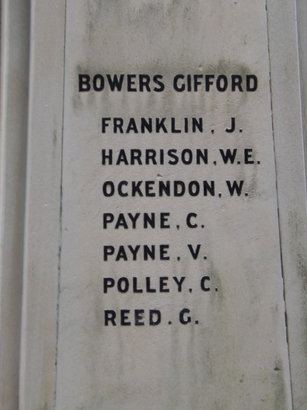 BOWERS GIFFORD
FRANKLIN, J.
HARRISON, W.E.
OCKENDON, W.
PAYNE, C.
PAYNE, V.
POLLEY, C.
REED. G.